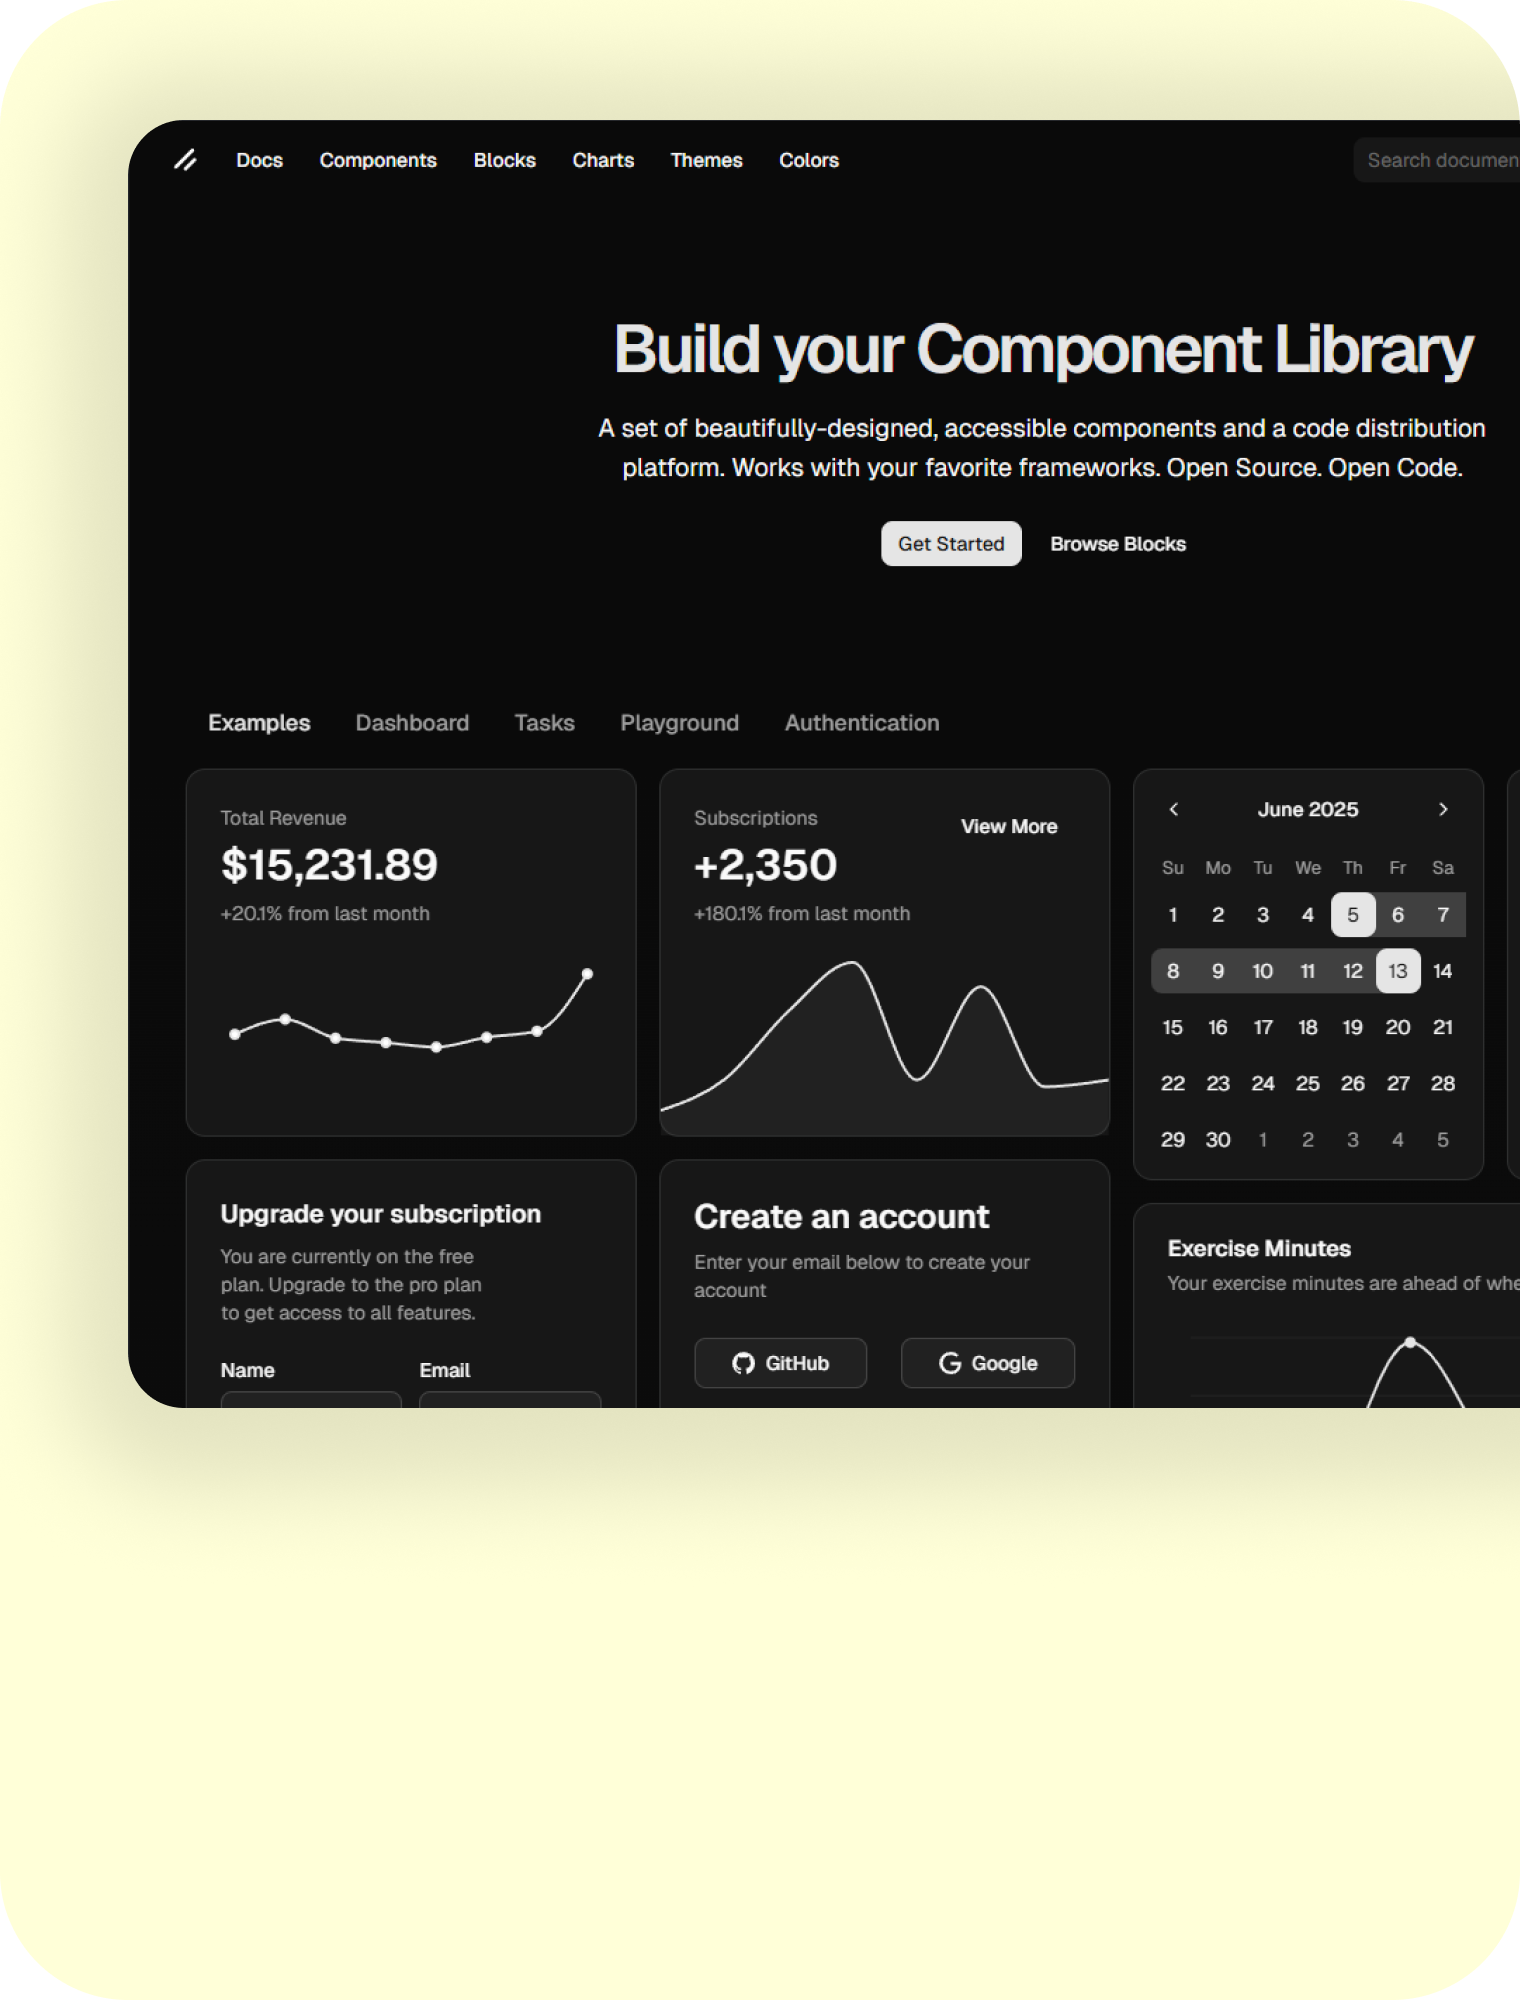 Docs Components Blocks Charts Themes Colors Search documen
Build your Component Library
A set of beautifully-designed, accessible components and a code distribution
platform. Works with your favorite frameworks. Open Source. Open Code.
Get Started Browse Blocks
Examples Dashboard Tasks Playground Authentication
Total Revenue
$15,231.89
+20.1% from last month
Subscriptions
View More
+2,350
+180.1% from last month
June 2025
Su Mo Tu We Th Fr Sa
1 2 3 4 5 6 7
8 9 10 11 12 13 14
15 16 17 18 19 20 21
22 23 24 25 26 27 28
29 30 1 2 3 4 5
Upgrade your subscription
You are currently on the free
plan. Upgrade to the pro plan
to get access to all features.
Name Email
Create an account
Enter your email below to create your
account
GitHub Google
Exercise Minutes
Your exercise minutes are ahead of whe